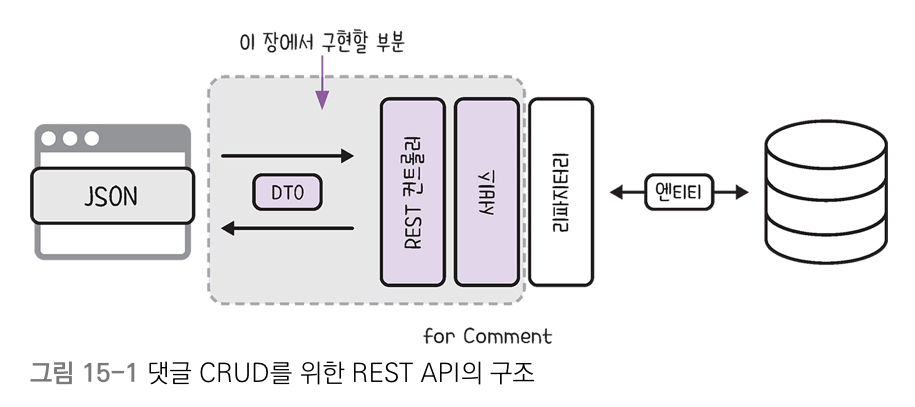 이 장에서 구현할 부분
JSON
DTO
REST 컨트롤러
서비스
리파지터리
엔티티
for Comment
그림 15-1 댓글 CRUD를 위한 REST API의 구조